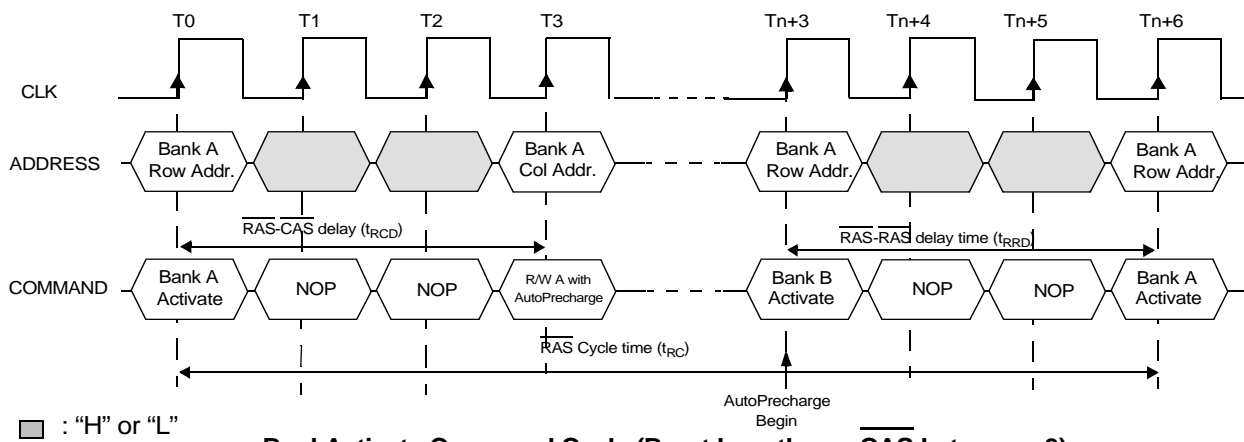 T0 T1 T2 T3 Tn+3 Tn+4 Tn+5 Tn+6
CLK
ADDRESS
Bank A
Row Addr.
Bank A
Col Addr.
Bank A
Row Addr.
Bank A
Row Addr.
RAS-CAS delay (tRCD)
RAS-RAS delay time (tRRD)
COMMAND
Bank A
Activate
NOP
NOP
R/W A with
AutoPrecharge
Bank B
Activate
NOP
NOP
Bank A
Activate
RAS Cycle time (tRC)
AutoPrecharge
Begin
: “H” or “L”